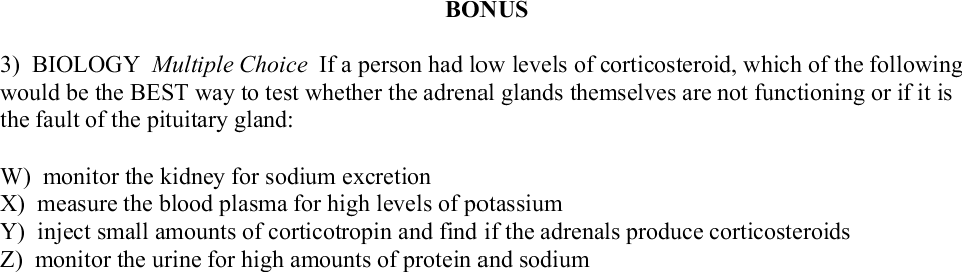 BONUS
3) BIOLOGY Multiple Choice If a person had low levels of corticosteroid, which of the following
would be the BEST way to test whether the adrenal glands themselves are not functioning or if it is
the fault of the pituitary gland:
W) monitor the kidney for sodium excretion
X) measure the blood plasma for high levels of potassium
Y) inject small amounts of corticotropin and find if the adrenals produce corticosteroids
Z) monitor the urine for high amounts of protein and sodium